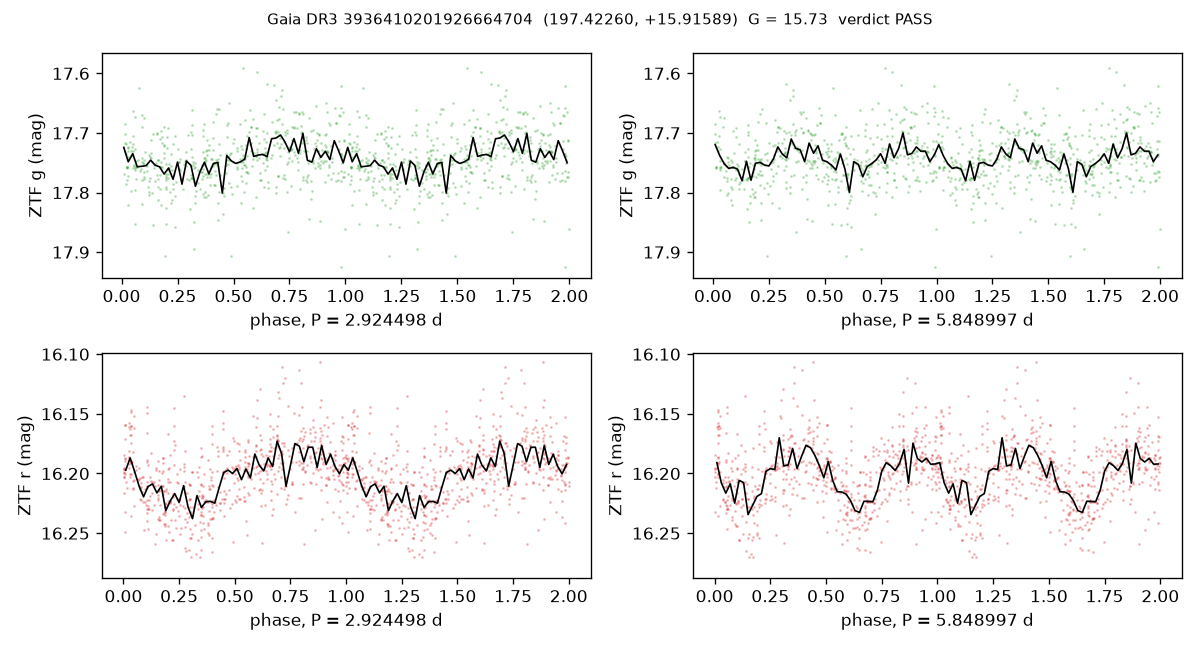 Gaia DR3 3936410201926664704 (197.42260, +15.91589) G = 15.73 verdict PASS
17.6
17.7
17.8
17.9
ZTF g (mag)
0.00 0.25 0.50 0.75 1.00 1.25 1.50 1.75 2.00
phase, P = 2.924498 d
17.6
17.7
17.8
17.9
ZTF g (mag)
0.00 0.25 0.50 0.75 1.00 1.25 1.50 1.75 2.00
phase, P = 5.848997 d
16.10
16.15
16.20
16.25
ZTF r (mag)
0.00 0.25 0.50 0.75 1.00 1.25 1.50 1.75 2.00
phase, P = 2.924498 d
16.10
16.15
16.20
16.25
ZTF r (mag)
0.00 0.25 0.50 0.75 1.00 1.25 1.50 1.75 2.00
phase, P = 5.848997 d